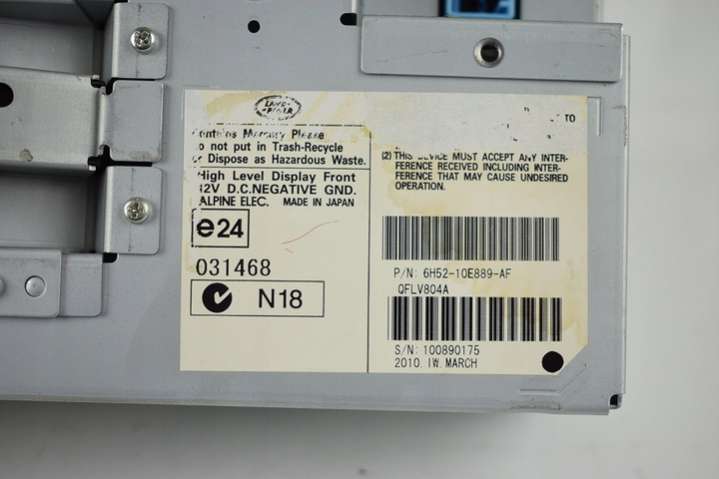 LAND-
ROVER
Contains Mercury Please
Do not put in Trash-Recycle
or Dispose as Hazardous Waste.
High Level Display Front
12V D.C.NEGATIVE GND.
ALPINE ELEC. MADE IN JAPAN
e24
031468
N18
TO
(2) THIS DEVICE MUST ACCEPT ANY INTER-
FERENCE RECEIVED INCLUDING INTER-
FERENCE THAT MAY CAUSE UNDESIRED
OPERATION.
P/N: 6H52-10E889-AF
QFLV804A
S/N: 100890175
2010. 1W. MARCH